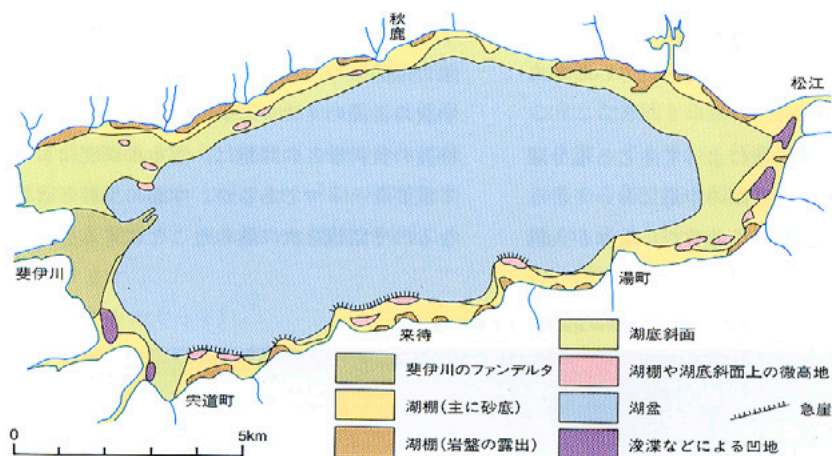 秋鹿
松江
斐伊川
湯町
来待
宍道町
湖底斜面
斐伊川のファンデルタ
湖棚や湖底斜面上の微高地
湖棚(主に砂底)
湖盆
急崖
湖棚(岩盤の露出)
浚渫などによる凹地
0
5km